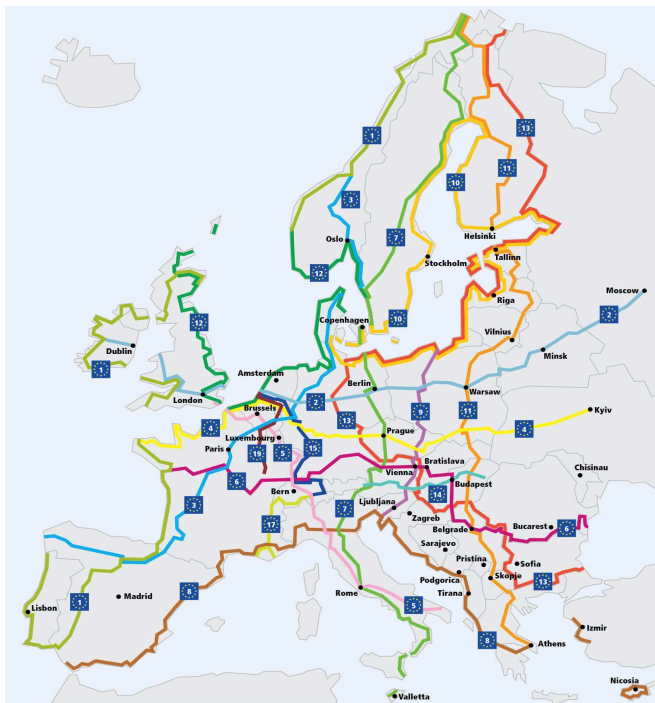 1
13
11
10
3
7
Oslo
Helsinki
Tallinn
12
Stockholm
Riga
Moscow
2
12
10
Copenhagen
Vilnius
Minsk
Dublin
1
Amsterdam
Berlin
Warsaw
London
2
Brussels
9
11
Kyiv
13
4
Prague
4
Luxembourg
Paris
19
5
15
Bratislava
Vienna
Chisinau
6
Bern
Budapest
14
3
7
Ljubljana
Zagreb
17
Belgrade
Bucarest
6
Sarajevo
Pristina
Sofia
Podgorica
Skopje
13
8
Madrid
1
Lisbon
Rome
Tirana
5
Izmir
8
Athens
Nicosia
Valletta